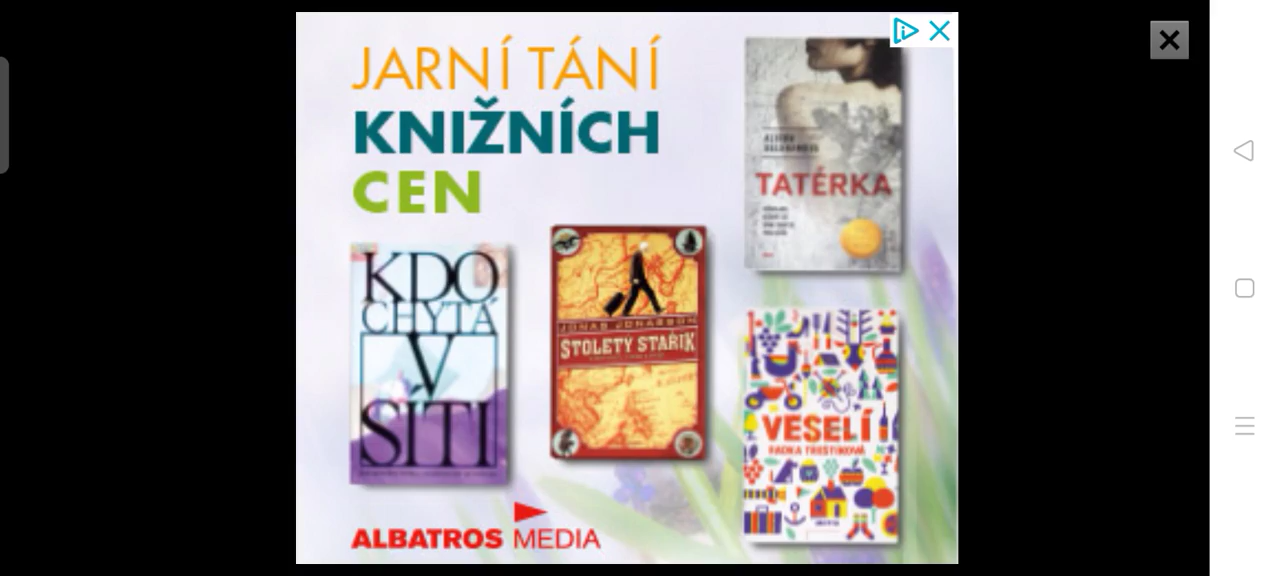 JARNÍ TÁNÍ
KNIŽNÍCH
CEN
TATÉRKA
KDO
CHYTÁ
V
SÍTI
JONAS JONASSON
STOLETÝ STAŘÍK
VESELÍ
RADKA TŘEŠTÍKOVÁ
ALBATROS MEDIA